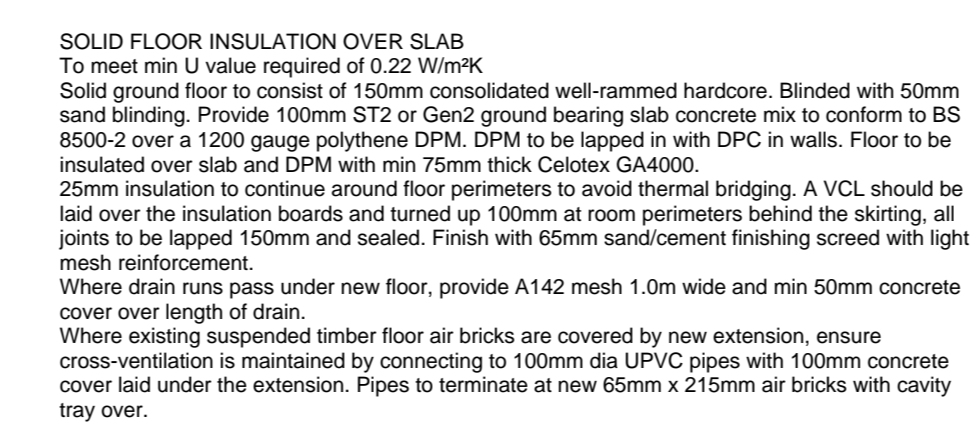 SOLID FLOOR INSULATION OVER SLAB
To meet min U value required of 0.22 W/m²K
Solid ground floor to consist of 150mm consolidated well-rammed hardcore. Blinded with 50mm
sand blinding. Provide 100mm ST2 or Gen2 ground bearing slab concrete mix to conform to BS
8500-2 over a 1200 gauge polythene DPM. DPM to be lapped in with DPC in walls. Floor to be
insulated over slab and DPM with min 75mm thick Celotex GA4000.
25mm insulation to continue around floor perimeters to avoid thermal bridging. A VCL should be
laid over the insulation boards and turned up 100mm at room perimeters behind the skirting, all
joints to be lapped 150mm and sealed. Finish with 65mm sand/cement finishing screed with light
mesh reinforcement.
Where drain runs pass under new floor, provide A142 mesh 1.0m wide and min 50mm concrete
cover over length of drain.
Where existing suspended timber floor air bricks are covered by new extension, ensure
cross-ventilation is maintained by connecting to 100mm dia UPVC pipes with 100mm concrete
cover laid under the extension. Pipes to terminate at new 65mm x 215mm air bricks with cavity
tray over.